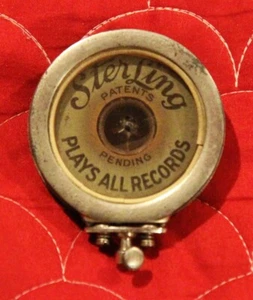 Sterling
PATENTS
PENDING
PLAYS ALL RECORDS